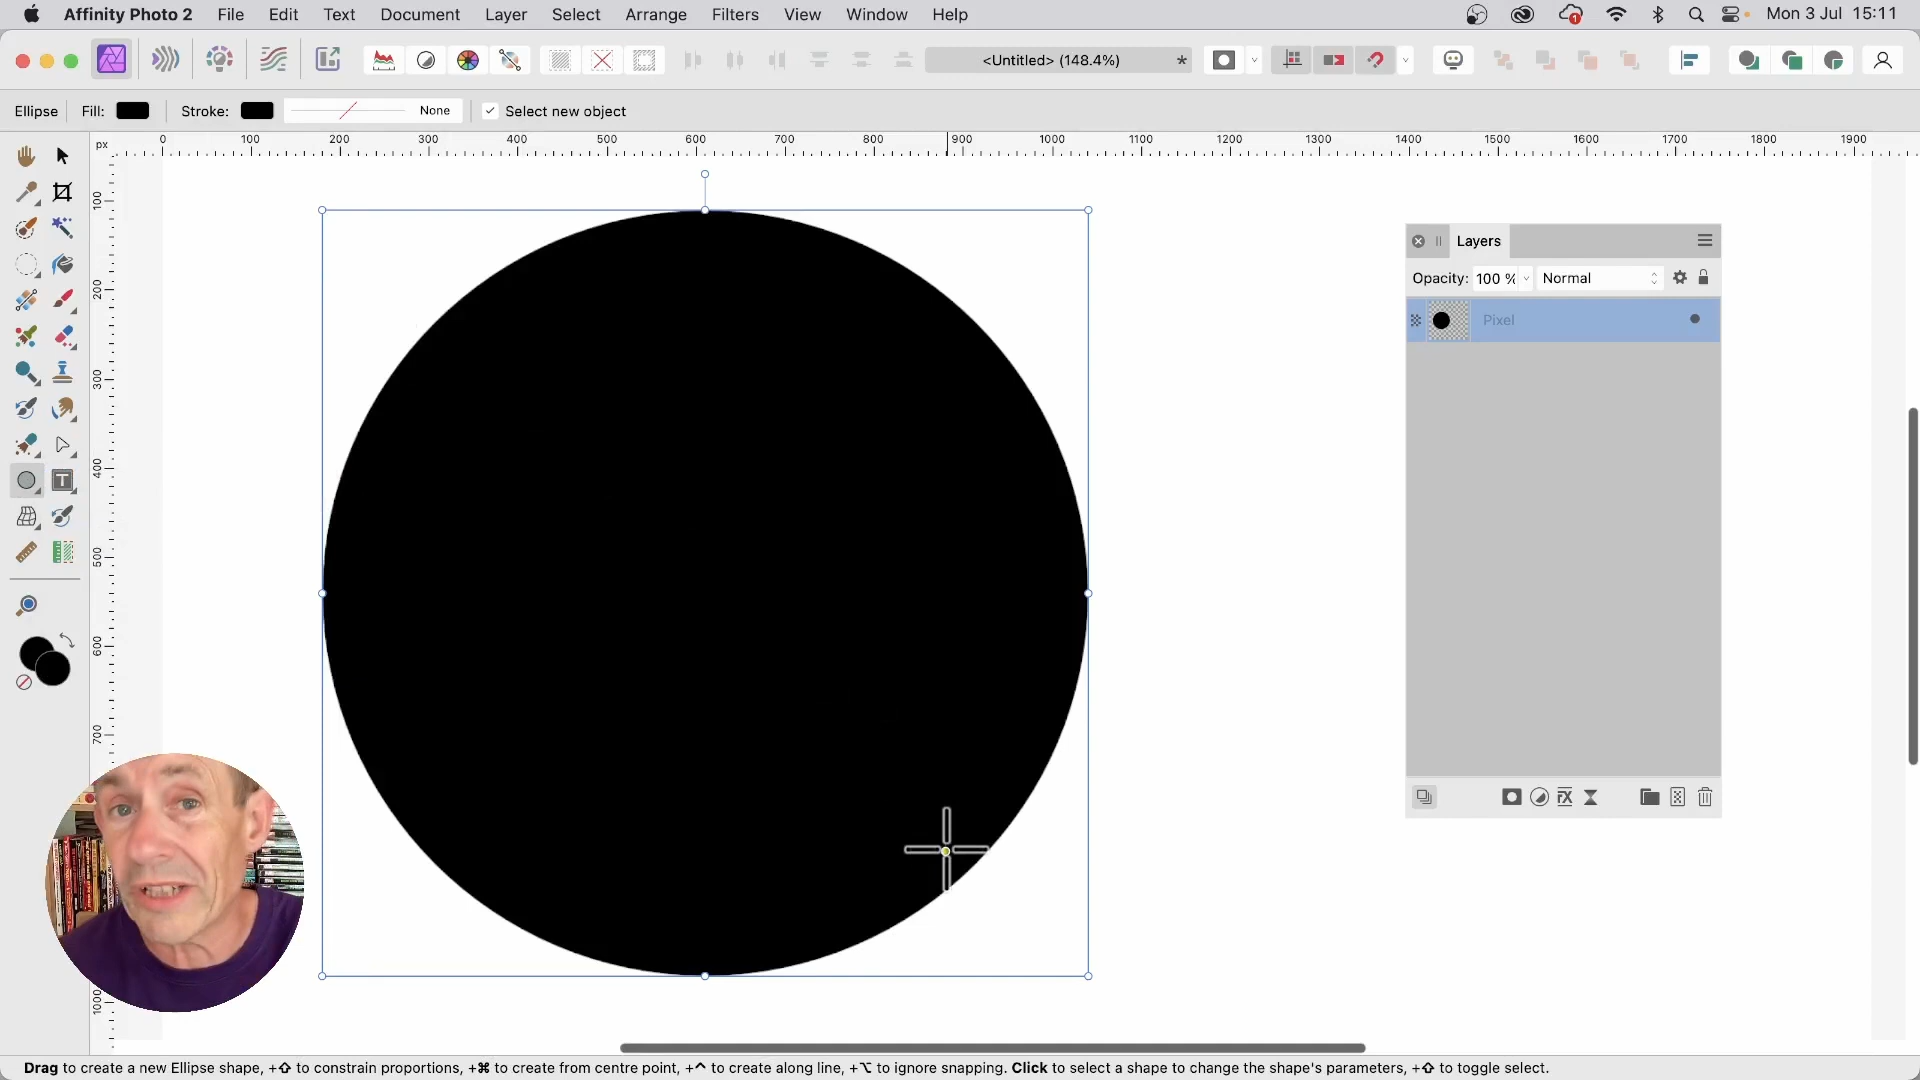 Affinity Photo 2 File Edit Text Document Layer Select Arrange Filters View Window Help 1 Mon 3 Jul 15:11
<Untitled> (148.4%) *
Ellipse Fill: Stroke: None Select new object
px 0 100 200 300 400 500 600 700 800 900 1000 1100 1200 1300 1400 1500 1600 1700 1800 1900
100
200
300
400
500
600
700
1000
Layers
Opacity: 100 % Normal
Pixel
Drag to create a new Ellipse shape, +⇧ to constrain proportions, +⌘ to create from centre point, +^ to create along line, +⌥ to ignore snapping. Click to select a shape to change the shape's parameters, +⇧ to toggle select.